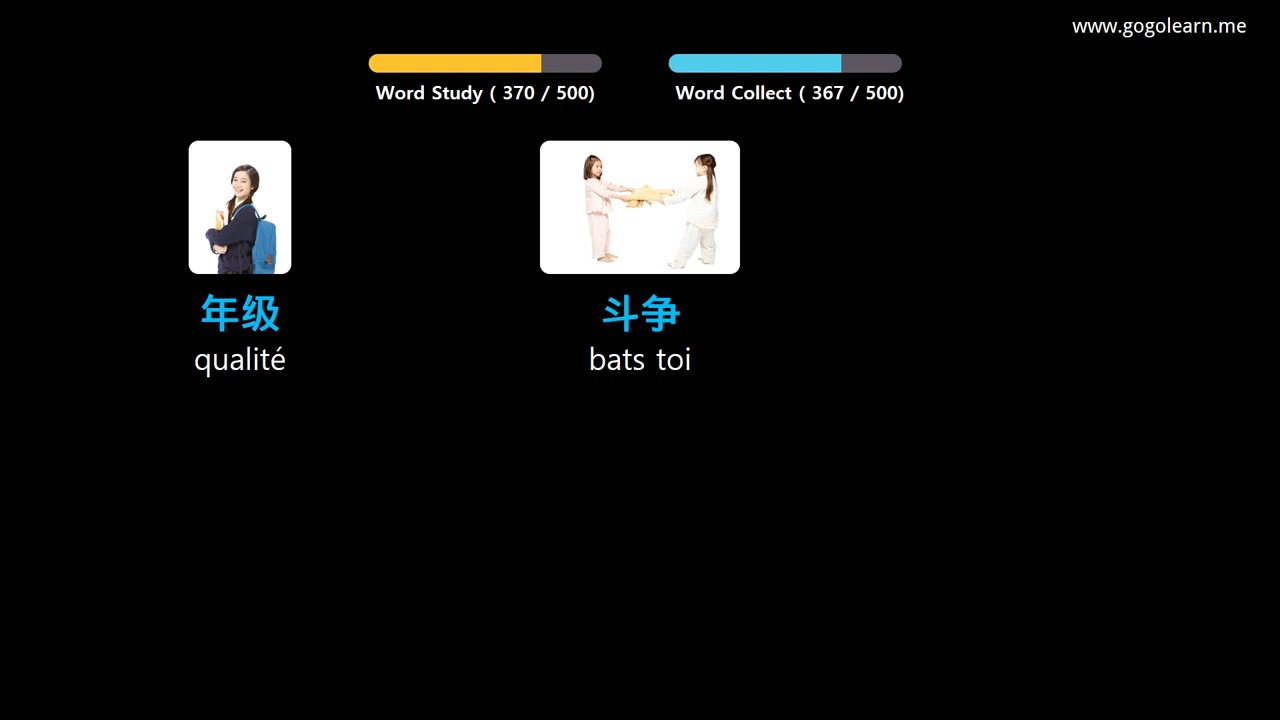 www.gogolearn.me
Word Study ( 370 / 500)
Word Collect ( 367 / 500)
年级
qualité
斗争
bats toi